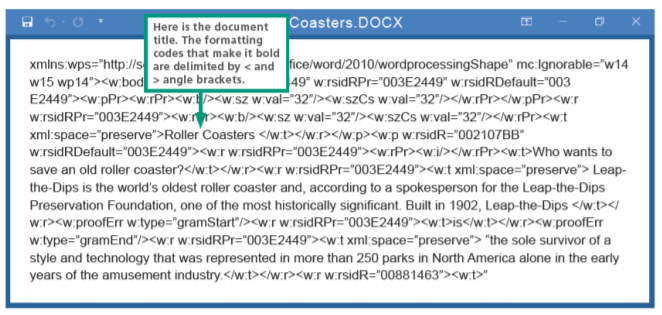 Coasters.DOCX
Here is the document
title. The formatting
codes that make it bold
are delimited by < and
> angle brackets.
xmlns:wps="http://s fice/word/2010/wordprocessingShape" mc:Ignorable="w14
w15 wp14"><w:bod 49" w:rsidRPr="003E2449" w:rsidRDefault="003
E2449"><w:pPr><w:rPr><w:b/><w:sz w:val="32"/><w:szCs w:val="32"/></w:rPr></w:pPr><w:r
w:rsidRPr="003E2449"><w:rPr><w:b/><w:sz w:val="32"/><w:szCs w:val="32"/></w:rPr><w:t
xml:space="preserve">Roller Coasters </w:t></w:r></w:p><w:p w:rsidR="002107BB"
w:rsidRDefault="003E2449"><w:r w:rsidRPr="003E2449"><w:rPr><w:i/></w:rPr><w:t>Who wants to
save an old roller coaster?</w:t></w:r><w:r w:rsidRPr="003E2449"><w:t xml:space="preserve"> Leap-
the-Dips is the world's oldest roller coaster and, according to a spokesperson for the Leap-the-Dips
Preservation Foundation, one of the most historically significant. Built in 1902, Leap-the-Dips </w:t></
w:r><w:proofErr w:type="gramStart"/><w:r w:rsidRPr="003E2449"><w:t>is</w:t></w:r><w:proofErr
w:type="gramEnd"/><w:r w:rsidRPr="003E2449"><w:t xml:space="preserve"> "the sole survivor of a
style and technology that was represented in more than 250 parks in North America alone in the early
years of the amusement industry.</w:t></w:r><w:r w:rsidR="00881463"><w:t>"